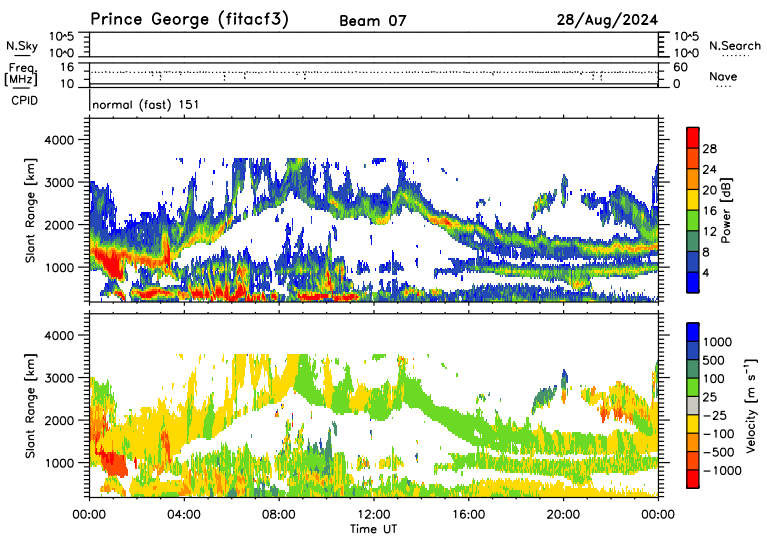 Prince George (fitacf3) Beam 07 28/Aug/2024
N.Sky 10^5 10^5 N.Search
10^0 10^0
Freq. 16 60 Nave
[MHz] 10 0
CPID normal (fast) 151
Slant Range [km]
4000
3000
2000
1000
Power [dB]
28
24
20
16
12
8
4
Slant Range [km]
4000
3000
2000
1000
Velocity [m s⁻¹]
1000
500
100
25
−25
−100
−500
−1000
00:00 04:00 08:00 12:00 16:00 20:00 00:00
Time UT